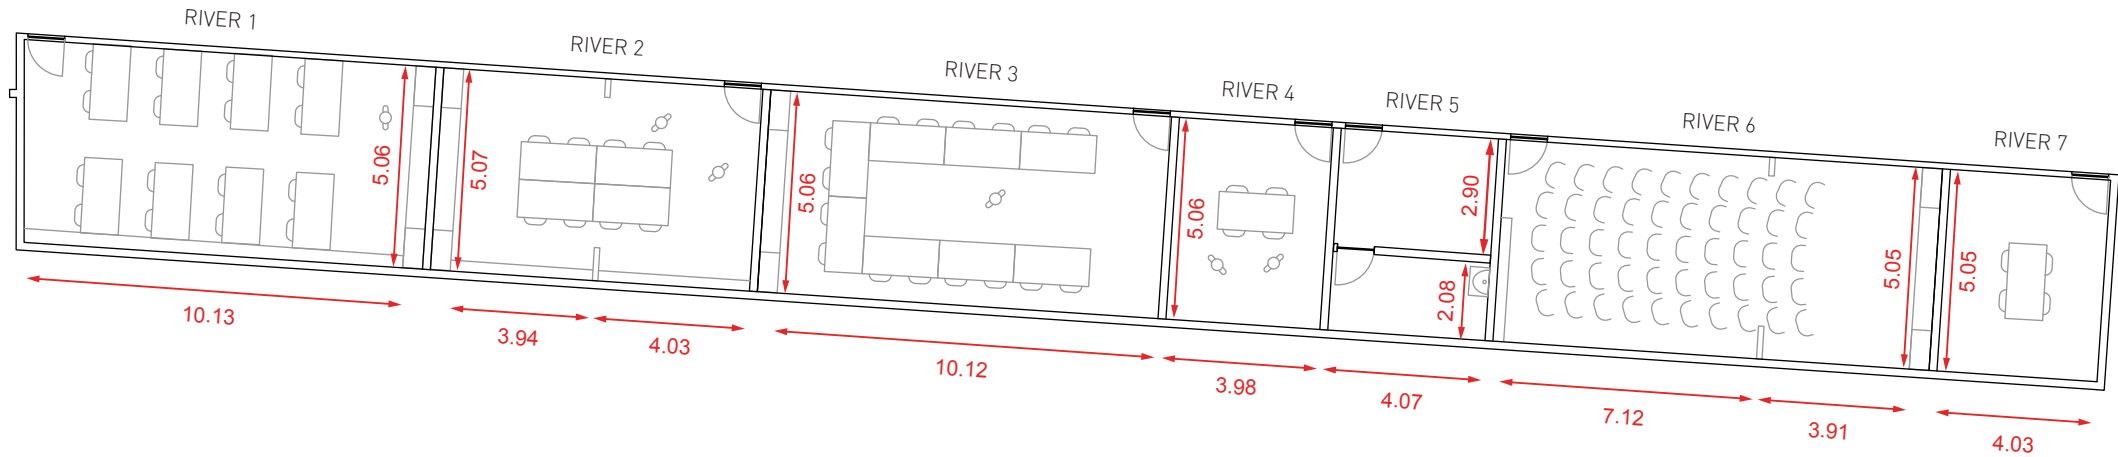 RIVER 1
RIVER 2
RIVER 3
RIVER 4
RIVER 5
RIVER 6
RIVER 7
5.06
5.07
5.06
5.06
2.90
2.08
5.05
5.05
10.13
3.94
4.03
10.12
3.98
4.07
7.12
3.91
4.03